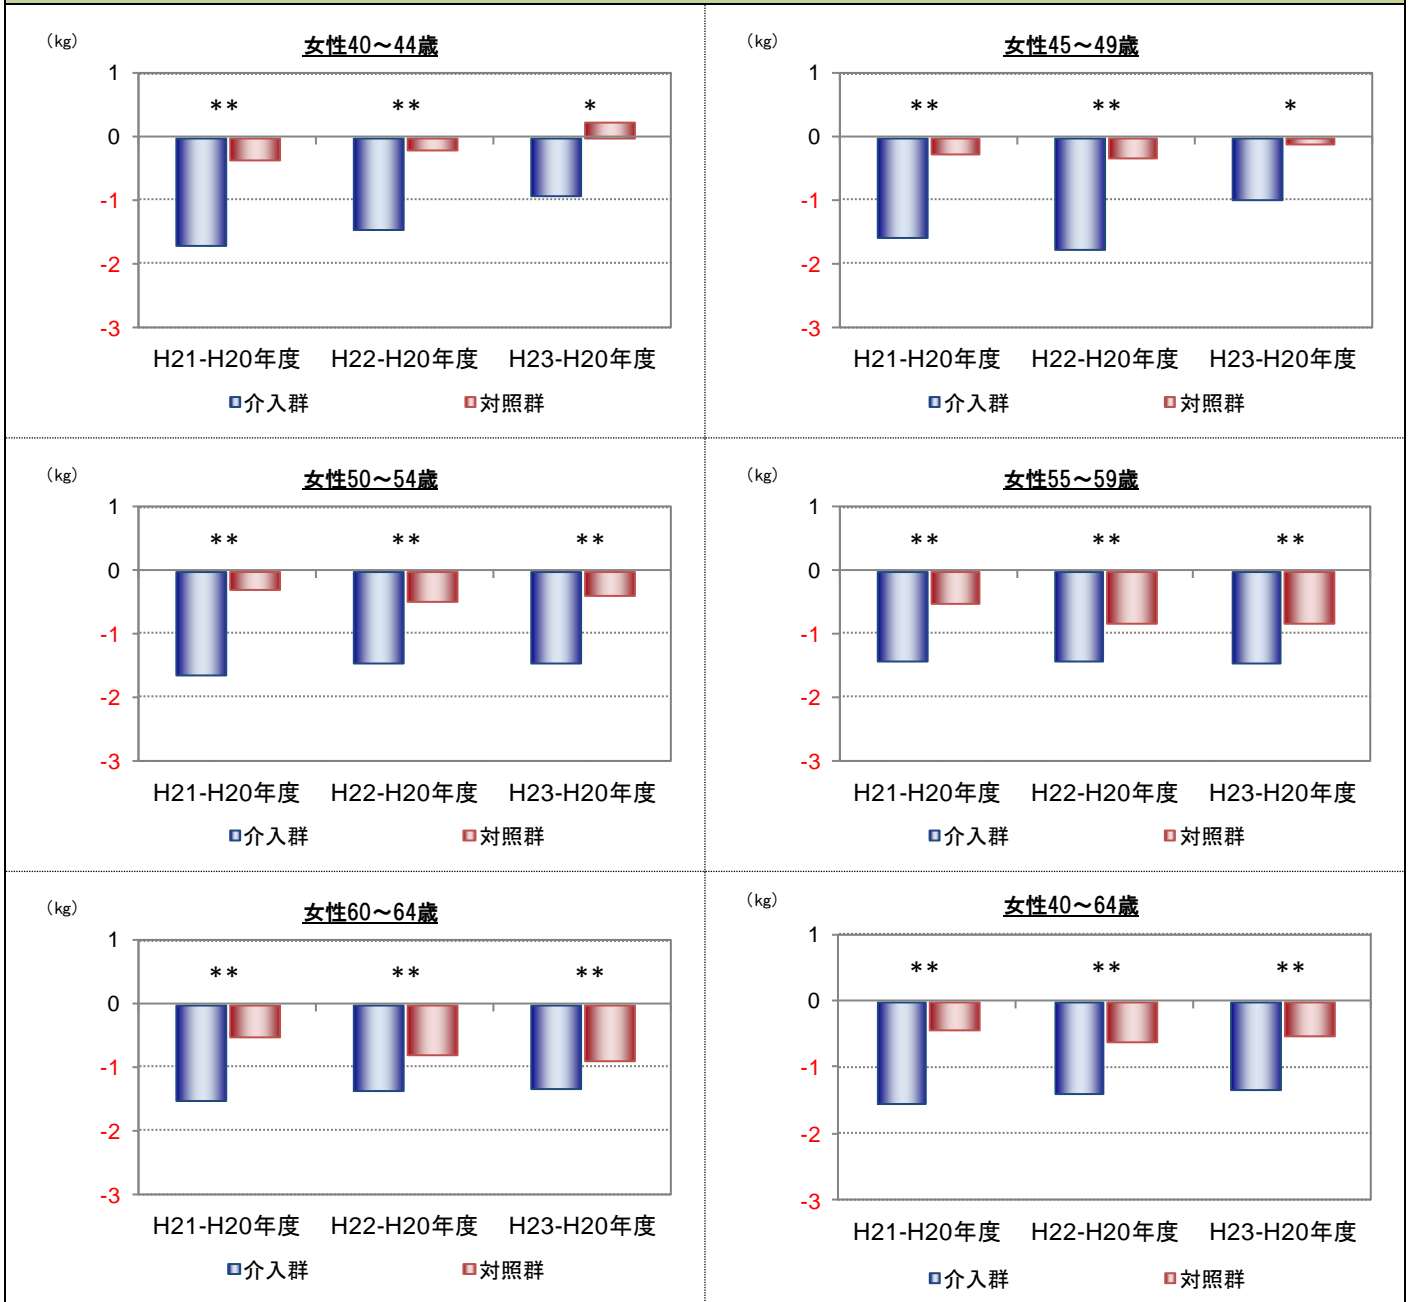 （kg）
女性40～44歳
1
** ** *
0
-1
-2
-3
H21-H20年度 H22-H20年度 H23-H20年度
介入群 対照群
（kg）
女性45～49歳
1
** ** *
0
-1
-2
-3
H21-H20年度 H22-H20年度 H23-H20年度
介入群 対照群
（kg）
女性50～54歳
1
** ** **
0
-1
-2
-3
H21-H20年度 H22-H20年度 H23-H20年度
介入群 対照群
（kg）
女性55～59歳
1
** ** **
0
-1
-2
-3
H21-H20年度 H22-H20年度 H23-H20年度
介入群 対照群
（kg）
女性60～64歳
1
** ** **
0
-1
-2
-3
H21-H20年度 H22-H20年度 H23-H20年度
介入群 対照群
（kg）
女性40～64歳
1
** ** **
0
-1
-2
-3
H21-H20年度 H22-H20年度 H23-H20年度
介入群 対照群